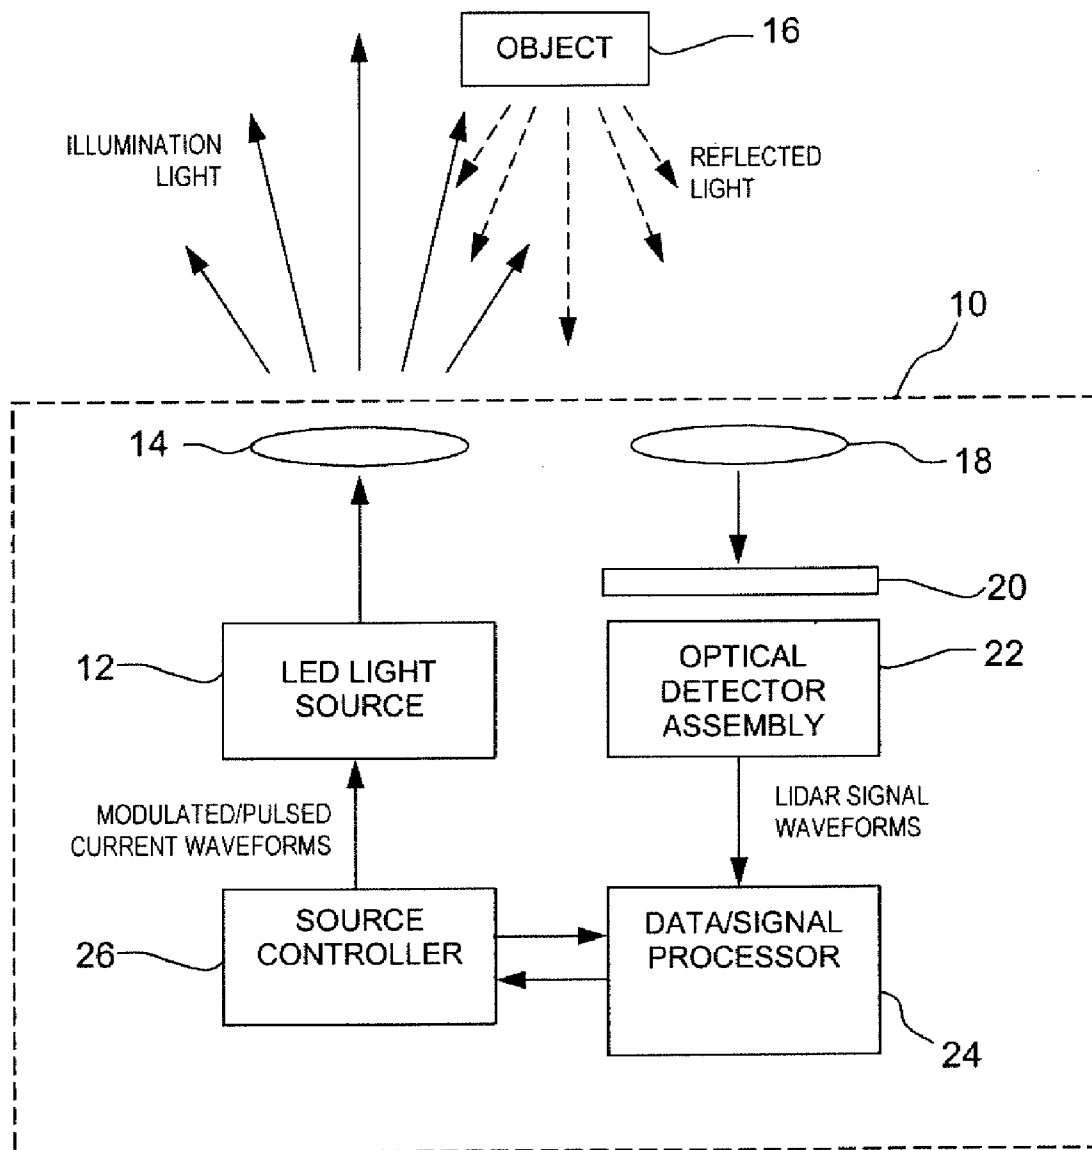 OBJECT
16
ILLUMINATION
LIGHT
REFLECTED
LIGHT
10
14
18
20
12
LED LIGHT
SOURCE
OPTICAL
DETECTOR
ASSEMBLY
22
MODULATED/PULSED
CURRENT WAVEFORMS
LIDAR SIGNAL
WAVEFORMS
26
SOURCE
CONTROLLER
DATA/SIGNAL
PROCESSOR
24